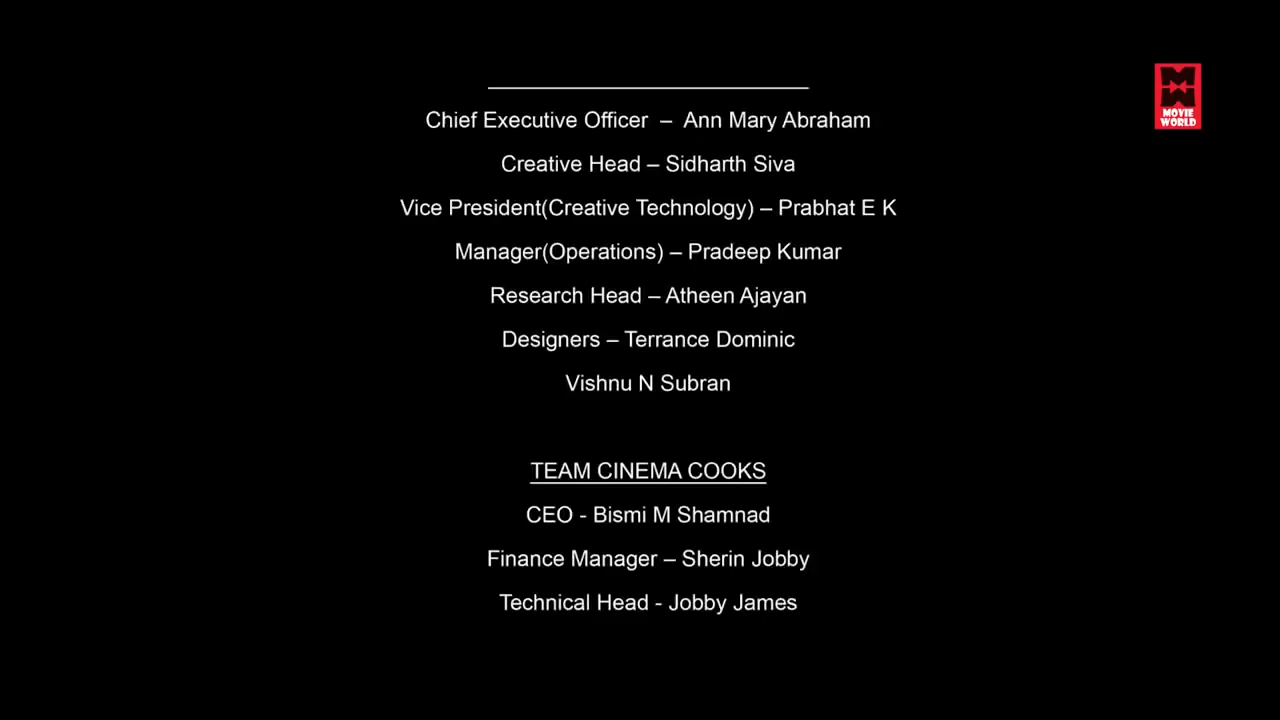 Chief Executive Officer – Ann Mary Abraham
Creative Head – Sidharth Siva
Vice President(Creative Technology) – Prabhat E K
Manager(Operations) – Pradeep Kumar
Research Head – Atheen Ajayan
Designers – Terrance Dominic
Vishnu N Subran
TEAM CINEMA COOKS
CEO - Bismi M Shamnad
Finance Manager – Sherin Jobby
Technical Head - Jobby James
MOVIE
WORLD